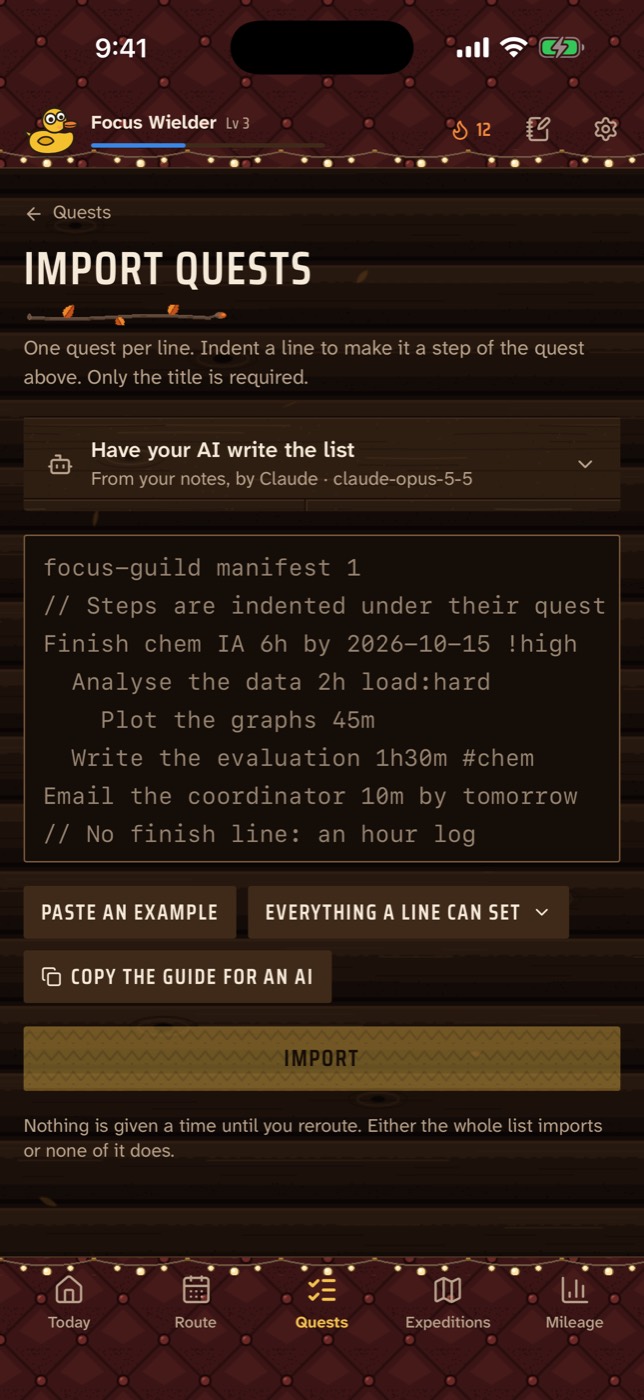 9:41
Focus Wielder Lv 3
12
Quests
IMPORT QUESTS
One quest per line. Indent a line to make it a step of the quest
above. Only the title is required.
Have your AI write the list
From your notes, by Claude · claude-opus-5-5
focus-guild manifest 1
// Steps are indented under their quest
Finish chem IA 6h by 2026-10-15 !high
Analyse the data 2h load:hard
Plot the graphs 45m
Write the evaluation 1h30m #chem
Email the coordinator 10m by tomorrow
// No finish line: an hour log
PASTE AN EXAMPLE
EVERYTHING A LINE CAN SET
COPY THE GUIDE FOR AN AI
IMPORT
Nothing is given a time until you reroute. Either the whole list imports
or none of it does.
Today
Route
Quests
Expeditions
Mileage